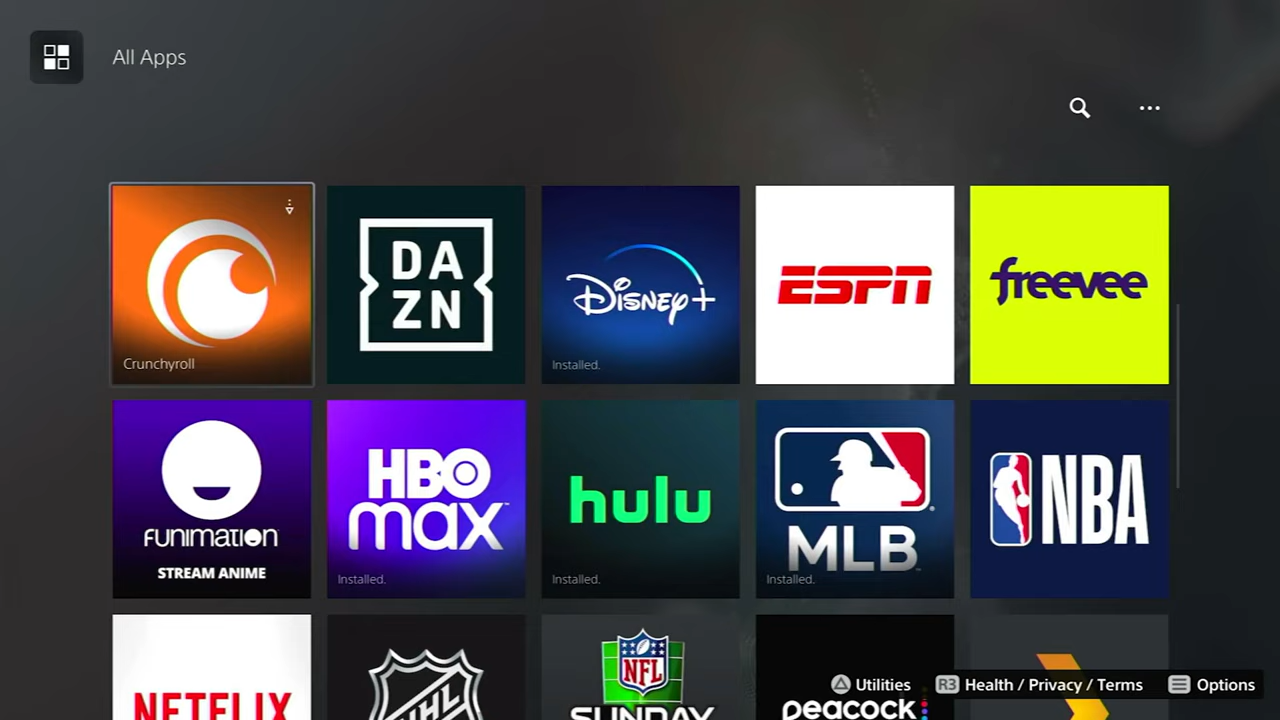 All Apps
Crunchyroll
DA
ZN
Disney+
Installed.
ESPN
freevee
FUNIMATION
STREAM ANIME
HBO
max
Installed.
hulu
Installed.
MLB
Installed.
NBA
NETFLIX
NHL
NFL
SUNDAY
peacock
Utilities
R3 Health / Privacy / Terms
Options